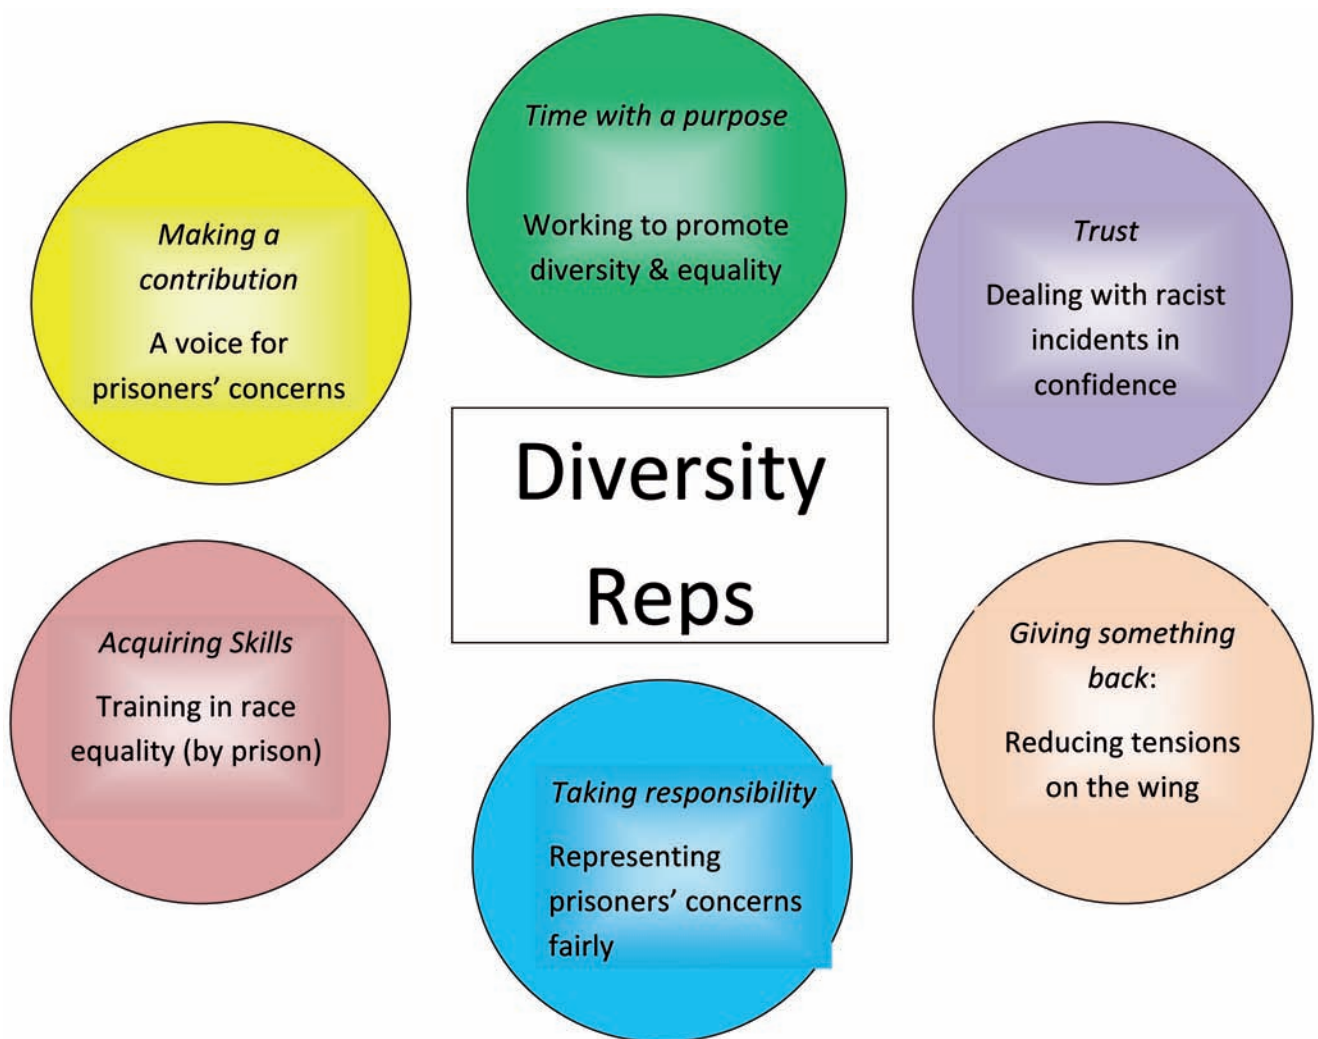 Time with a purpose
Working to promote
diversity & equality
Making a
contribution
A voice for
prisoners’ concerns
Trust
Dealing with racist
incidents in
confidence
Diversity
Reps
Acquiring Skills
Training in race
equality (by prison)
Giving something
back:
Reducing tensions
on the wing
Taking responsibility
Representing
prisoners’ concerns
fairly